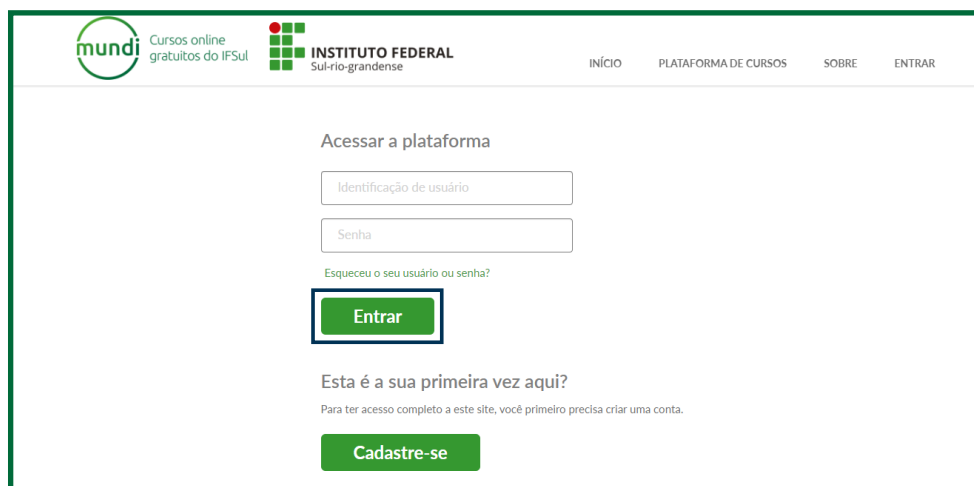 mundi
Cursos online
gratuitos do IFSul
INSTITUTO FEDERAL
Sul-rio-grandense
INÍCIO PLATAFORMA DE CURSOS SOBRE ENTRAR
Acessar a plataforma
Identificação de usuário
Senha
Esqueceu o seu usuário ou senha?
Entrar
Esta é a sua primeira vez aqui?
Para ter acesso completo a este site, você primeiro precisa criar uma conta.
Cadastre-se